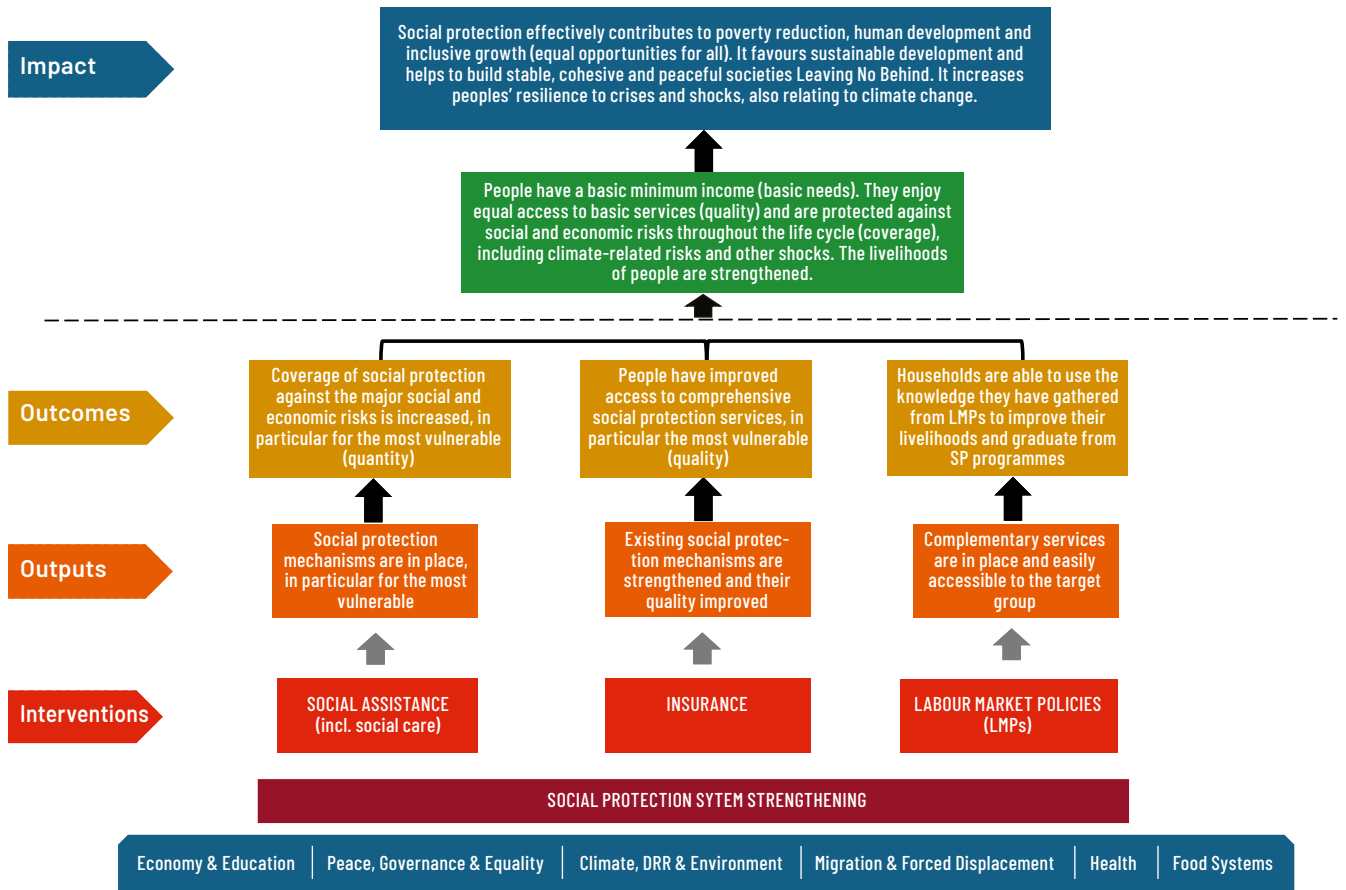 Impact
Social protection effectively contributes to poverty reduction, human development and
inclusive growth (equal opportunities for all). It favours sustainable development and
helps to build stable, cohesive and peaceful societies Leaving No Behind. It increases
peoples' resilience to crises and shocks, also relating to climate change.
People have a basic minimum income (basic needs). They enjoy
equal access to basic services (quality) and are protected against
social and economic risks throughout the life cycle (coverage),
including climate-related risks and other shocks. The livelihoods
of people are strengthened.
Outcomes
Coverage of social protection
against the major social and
economic risks is increased, in
particular for the most vulnerable
(quantity)
People have improved
access to comprehensive
social protection services, in
particular the most vulnerable
(quality)
Households are able to use the
knowledge they have gathered
from LMPs to improve their
livelihoods and graduate from
SP programmes
Outputs
Social protection
mechanisms are in place,
in particular for the most
vulnerable
Existing social protec-
tion mechanisms are
strengthened and their
quality improved
Complementary services
are in place and easily
accessible to the target
group
Interventions
SOCIAL ASSISTANCE
(incl. social care)
INSURANCE
LABOUR MARKET POLICIES
(LMPs)
SOCIAL PROTECTION SYTEM STRENGTHENING
Economy & Education
Peace, Governance & Equality
Climate, DRR & Environment
Migration & Forced Displacement
Health
Food Systems